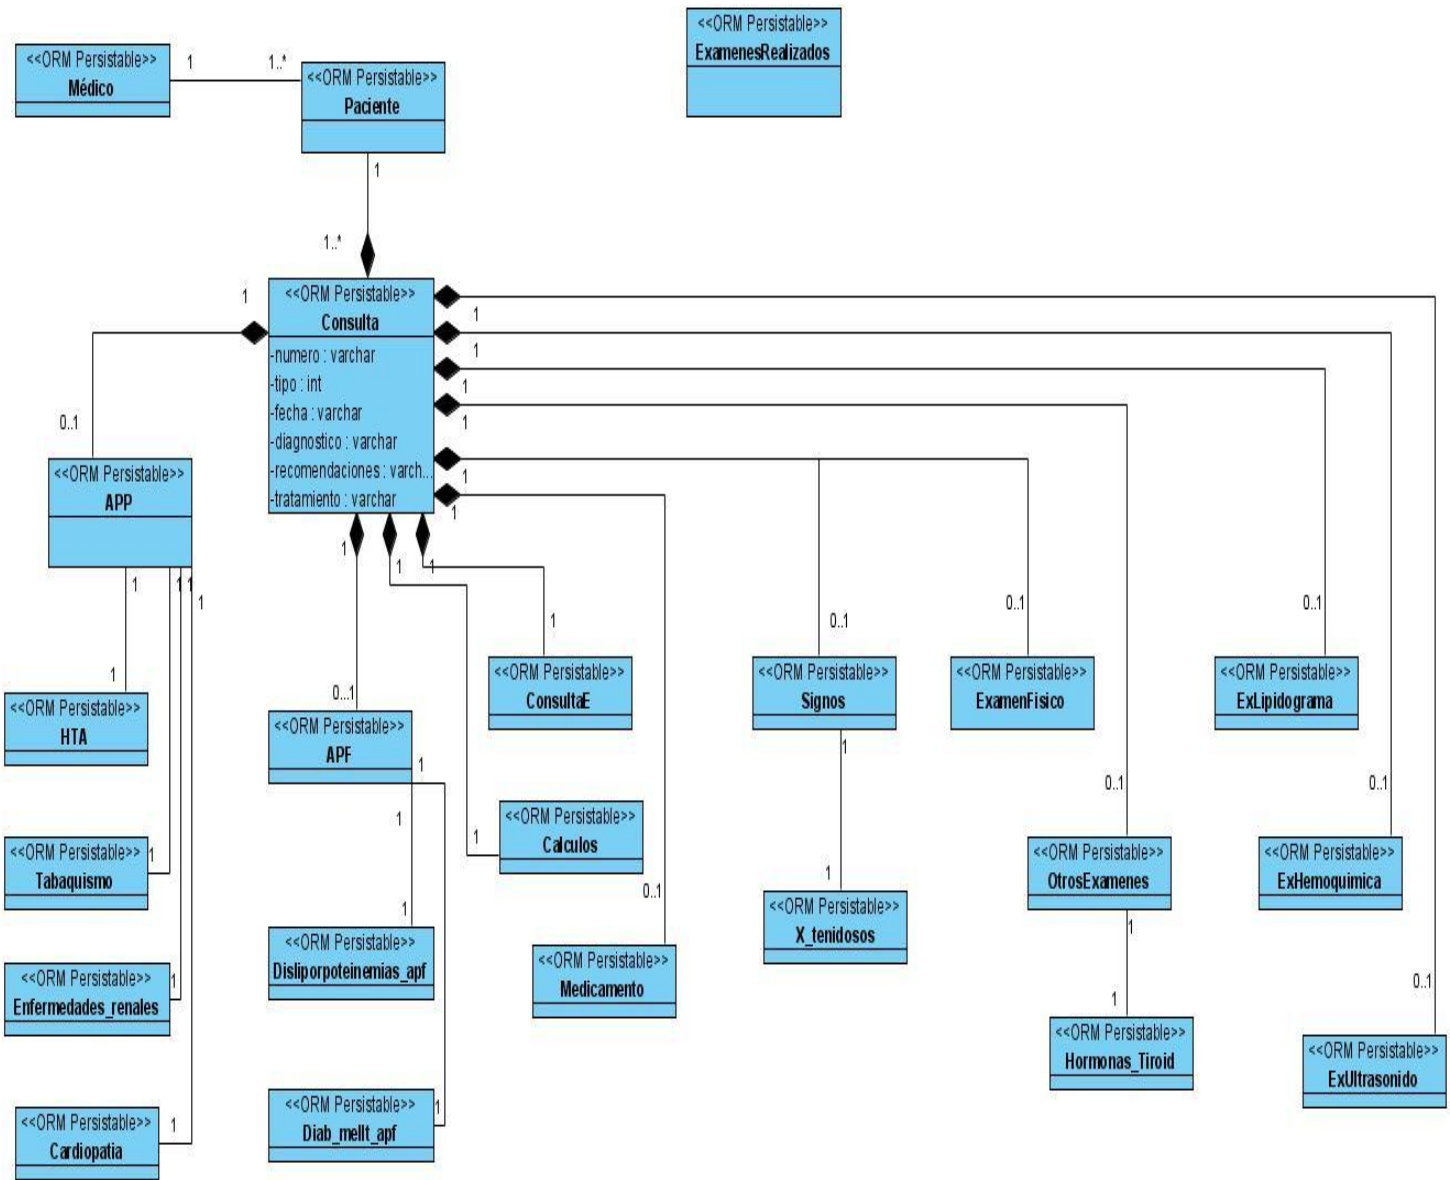 <<ORM Persistable>>
ExamenesRealizados
<<ORM Persistable>>
Médico
1
1..*
<<ORM Persistable>>
Paciente
1
1..*
<<ORM Persistable>>
Consulta
-numero : varchar
-tipo : int
-fecha : varchar
-diagnostico : varchar
-recomendaciones : varch...
-tratamiento : varchar
1
1
1
1
1
1
1
1
1
1
0..1
<<ORM Persistable>>
APP
1
1
1
1
1
<<ORM Persistable>>
HTA
1
<<ORM Persistable>>
Tabaquismo
1
<<ORM Persistable>>
Enfermedades_renales
1
<<ORM Persistable>>
Cardiopatia
0...1
<<ORM Persistable>>
APF
1
1
1
<<ORM Persistable>>
Disliporpoteinemias_apf
1
<<ORM Persistable>>
Diab_mellt_apf
1
<<ORM Persistable>>
ConsultaE
1
<<ORM Persistable>>
Calculos
0..1
<<ORM Persistable>>
Medicamento
0..1
<<ORM Persistable>>
Signos
1
1
<<ORM Persistable>>
X_tenidosos
0..1
<<ORM Persistable>>
ExamenFisico
0..1
<<ORM Persistable>>
OtrosExamenes
1
1
<<ORM Persistable>>
Hormonas_Tiroid
0..1
<<ORM Persistable>>
ExLipidograma
0..1
<<ORM Persistable>>
ExHemoquimica
0..1
<<ORM Persistable>>
ExUltrasonido